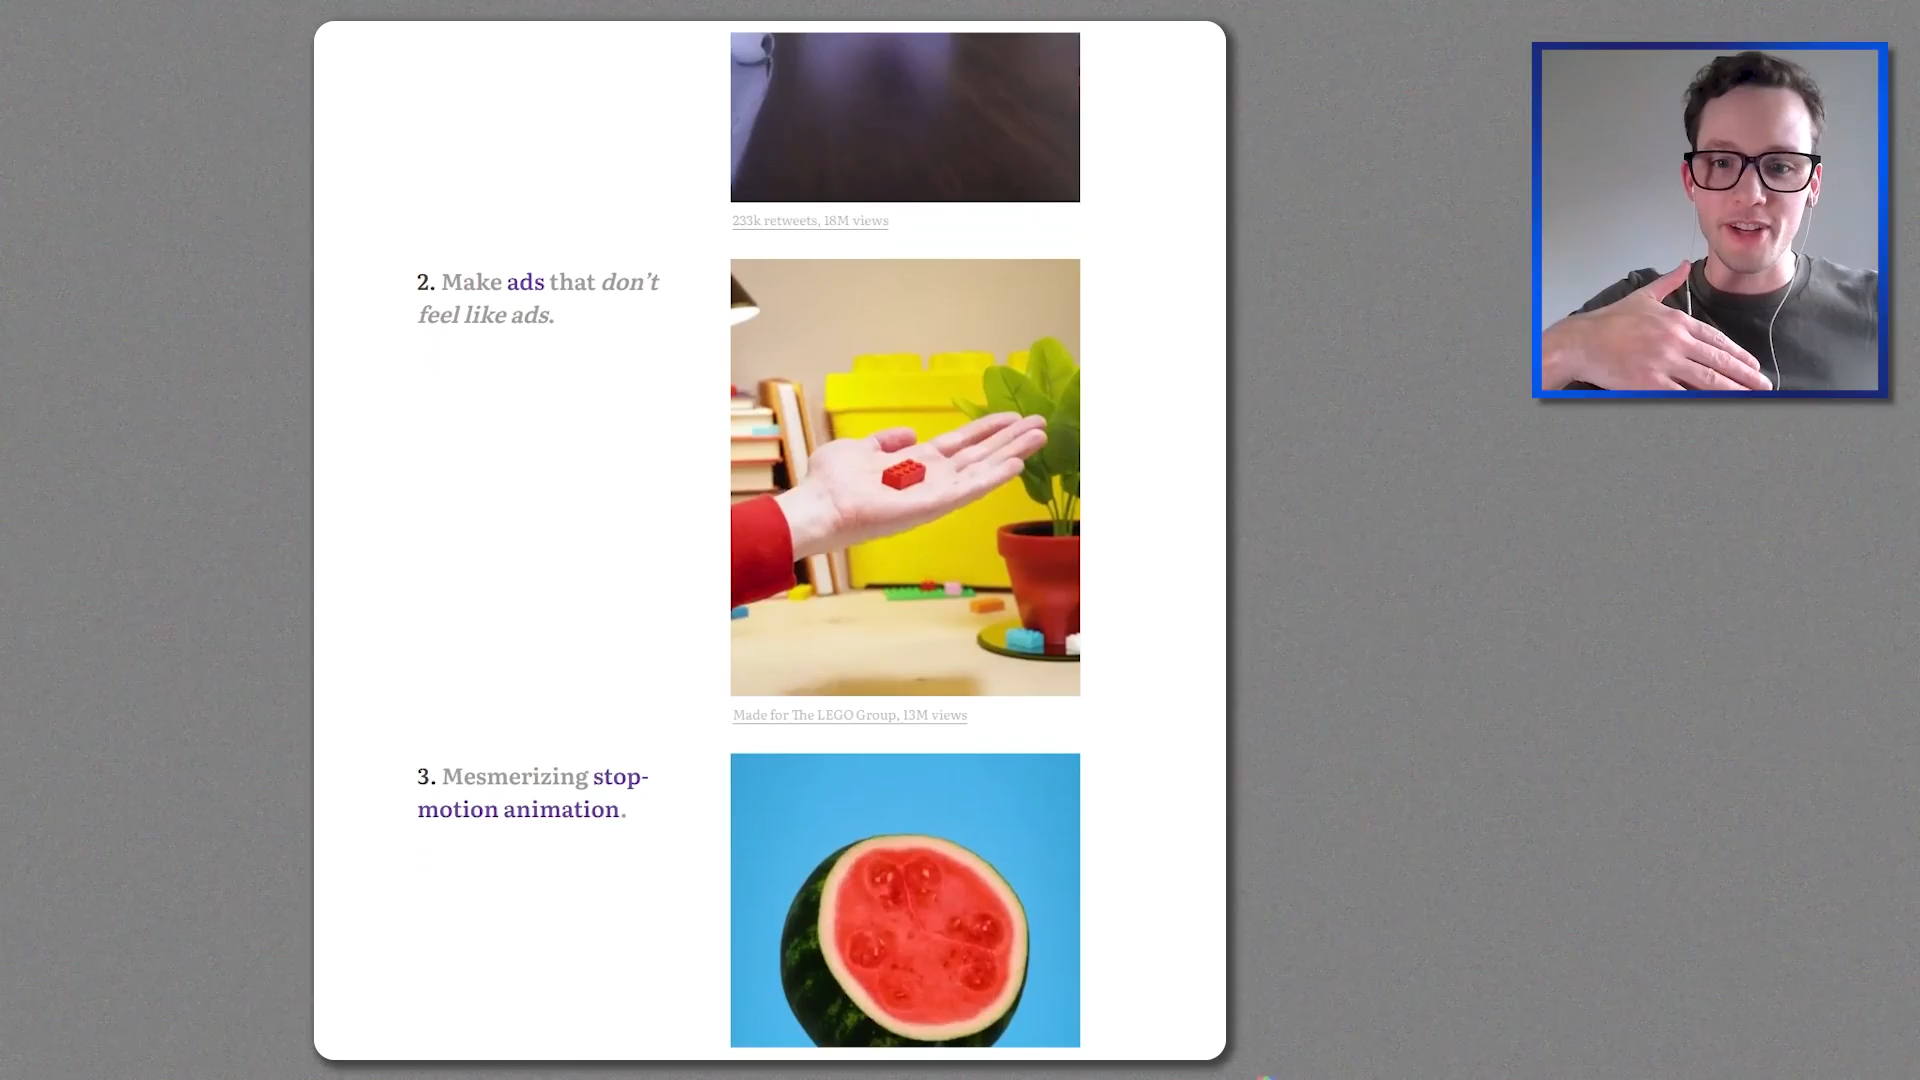 233k retweets, 18M views
2. Make ads that don’t
feel like ads.
Made for The LEGO Group, 13M views
3. Mesmerizing stop-
motion animation.